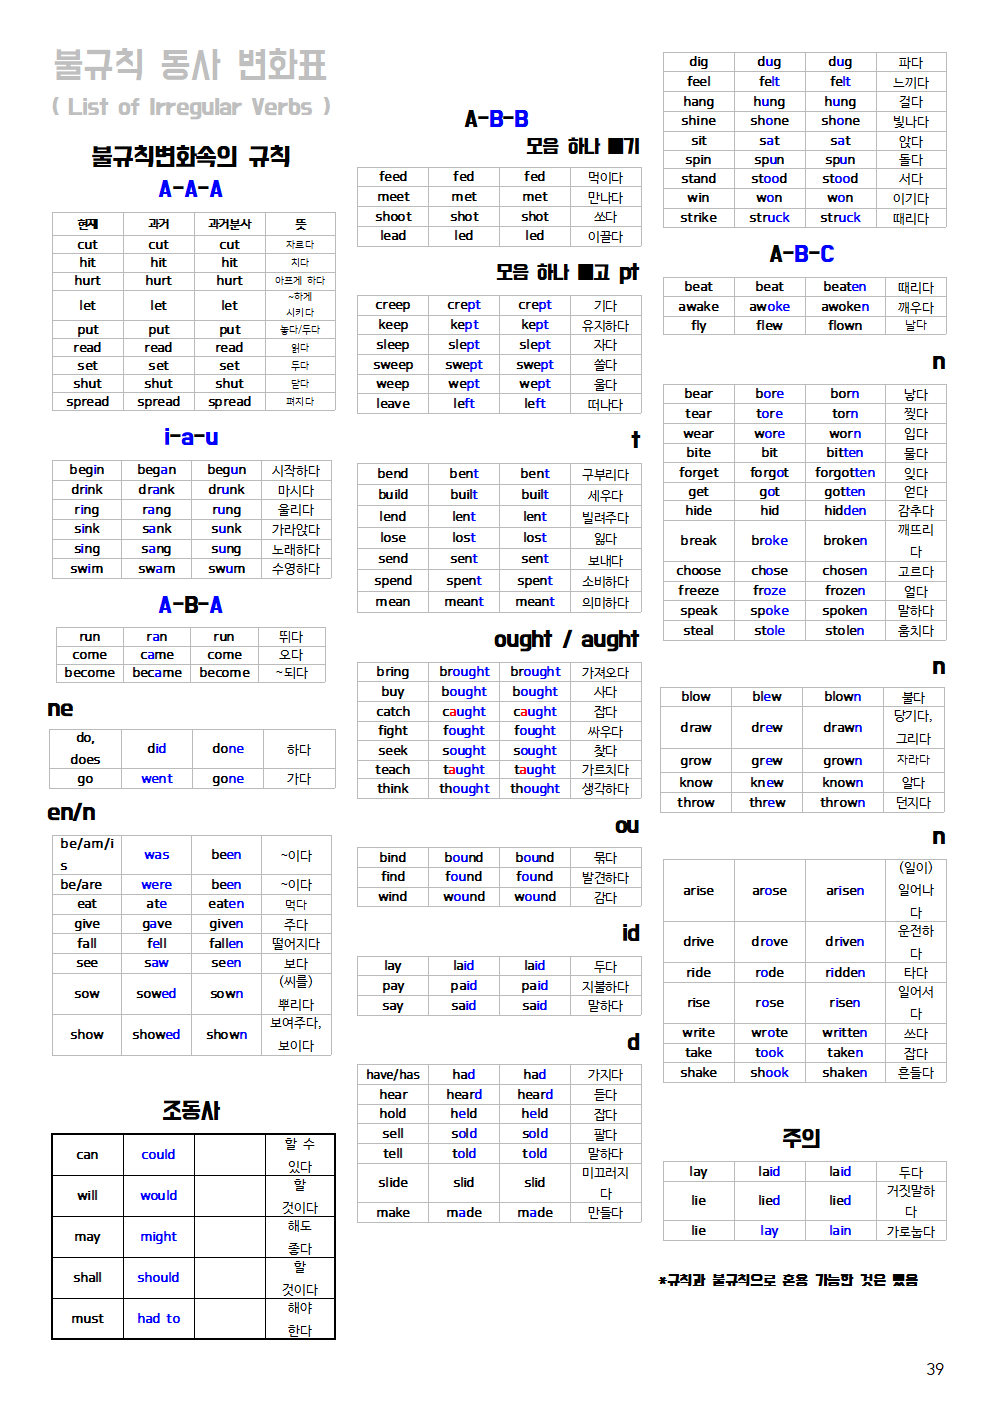 불규칙 동사 변화표
( List of Irregular Verbs )
불규칙변화속의 규칙
A-A-A
현재 과거 과거분사 뜻
cut cut cut 자르다
hit hit hit 치다
hurt hurt hurt 아프게 하다
let let let ~하게
시키다
put put put 놓다/두다
read read read 읽다
set set set 두다
shut shut shut 닫다
spread spread spread 펴지다
i-a-u
begin began begun 시작하다
drink drank drunk 마시다
ring rang rung 울리다
sink sank sunk 가라앉다
sing sang sung 노래하다
swim swam swum 수영하다
A-B-A
run ran run 뛰다
come came come 오다
become became become ~되다
ne
do,
does did done 하다
go went gone 가다
en/n
be/am/i
s was been ~이다
be/are were been ~이다
eat ate eaten 먹다
give gave given 주다
fall fell fallen 떨어지다
see saw seen 보다
sow sowed sown (씨를)
뿌리다
show showed shown 보여주다,
보이다
조동사
can could 할 수
있다
will would 할
것이다
may might 해도
좋다
shall should 할
것이다
must had to 해야
한다
A-B-B
모음 하나 빼기
feed fed fed 먹이다
meet met met 만나다
shoot shot shot 쏘다
lead led led 이끌다
모음 하나 빼고 pt
creep crept crept 기다
keep kept kept 유지하다
sleep slept slept 자다
sweep swept swept 쓸다
weep wept wept 울다
leave left left 떠나다
t
bend bent bent 구부리다
build built built 세우다
lend lent lent 빌려주다
lose lost lost 잃다
send sent sent 보내다
spend spent spent 소비하다
mean meant meant 의미하다
ought / aught
bring brought brought 가져오다
buy bought bought 사다
catch caught caught 잡다
fight fought fought 싸우다
seek sought sought 찾다
teach taught taught 가르치다
think thought thought 생각하다
ou
bind bound bound 묶다
find found found 발견하다
wind wound wound 감다
id
lay laid laid 두다
pay paid paid 지불하다
say said said 말하다
d
have/has had had 가지다
hear heard heard 듣다
hold held held 잡다
sell sold sold 팔다
tell told told 말하다
slide slid slid 미끄러지
다
make made made 만들다
dig dug dug 파다
feel felt felt 느끼다
hang hung hung 걸다
shine shone shone 빛나다
sit sat sat 앉다
spin spun spun 돌다
stand stood stood 서다
win won won 이기다
strike struck struck 때리다
A-B-C
beat beat beaten 때리다
awake awoke awoken 깨우다
fly flew flown 날다
n
bear bore born 낳다
tear tore torn 찢다
wear wore worn 입다
bite bit bitten 물다
forget forgot forgotten 잊다
get got gotten 얻다
hide hid hidden 감추다
break broke broken 깨뜨리
다
choose chose chosen 고르다
freeze froze frozen 얼다
speak spoke spoken 말하다
steal stole stolen 훔치다
n
blow blew blown 불다
draw drew drawn 당기다,
그리다
grow grew grown 자라다
know knew known 알다
throw threw thrown 던지다
n
arise arose arisen (일이)
일어나
다
drive drove driven 운전하
다
ride rode ridden 타다
rise rose risen 일어서
다
write wrote written 쓰다
take took taken 잡다
shake shook shaken 흔들다
주의
lay laid laid 두다
lie lied lied 거짓말하
다
lie lay lain 가로눕다
*규칙과 불규칙으로 혼용 가능한 것은 뺐음
39